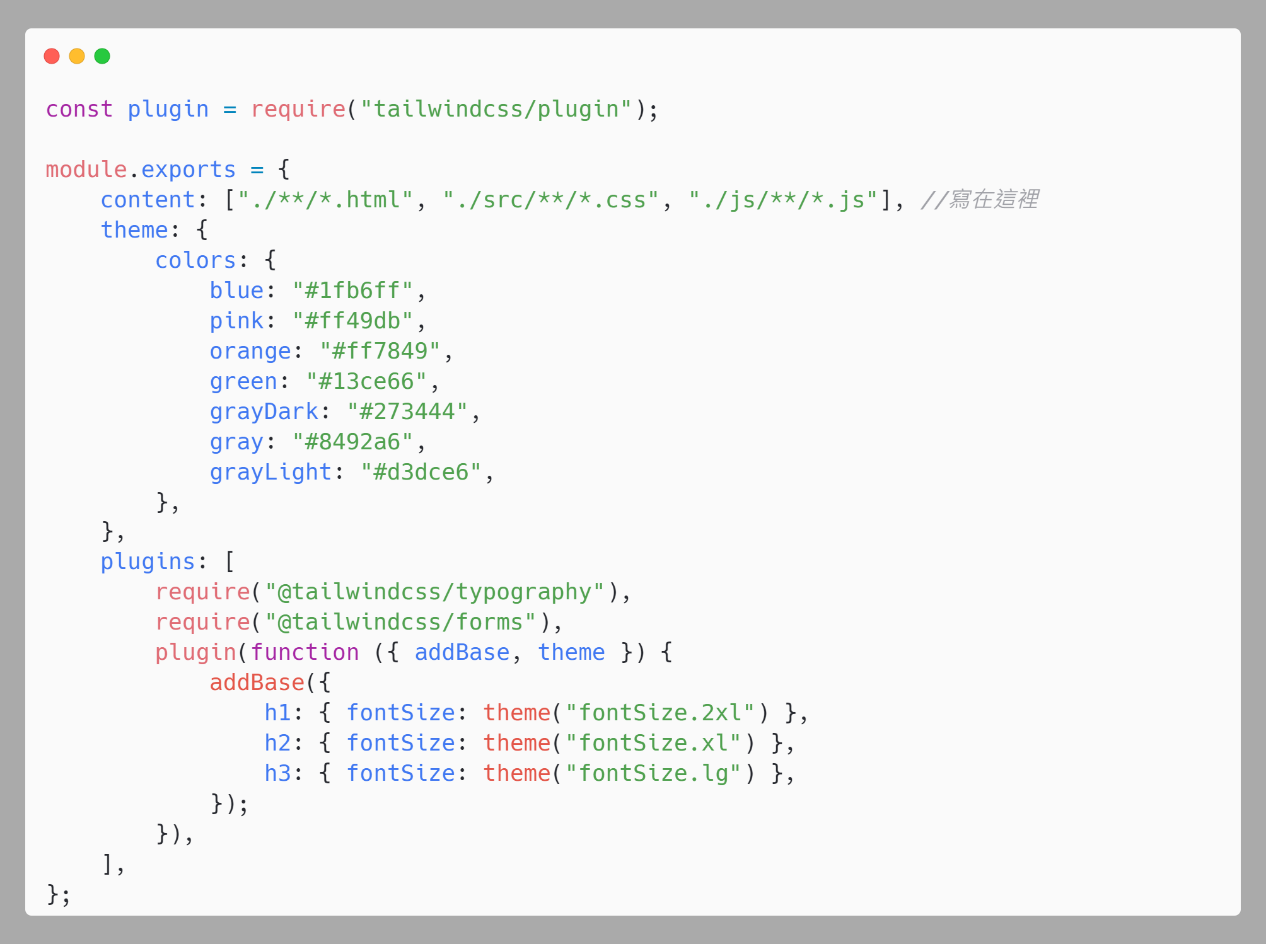 const plugin = require("tailwindcss/plugin");

module.exports = {
    content: ["./**/*.html", "./src/**/*.css", "./js/**/*.js"], //寫在這裡
    theme: {
        colors: {
            blue: "#1fb6ff",
            pink: "#ff49db",
            orange: "#ff7849",
            green: "#13ce66",
            grayDark: "#273444",
            gray: "#8492a6",
            grayLight: "#d3dce6",
        },
    },
    plugins: [
        require("@tailwindcss/typography"),
        require("@tailwindcss/forms"),
        plugin(function ({ addBase, theme }) {
            addBase({
                h1: { fontSize: theme("fontSize.2xl") },
                h2: { fontSize: theme("fontSize.xl") },
                h3: { fontSize: theme("fontSize.lg") },
            });
        }),
    ],
};